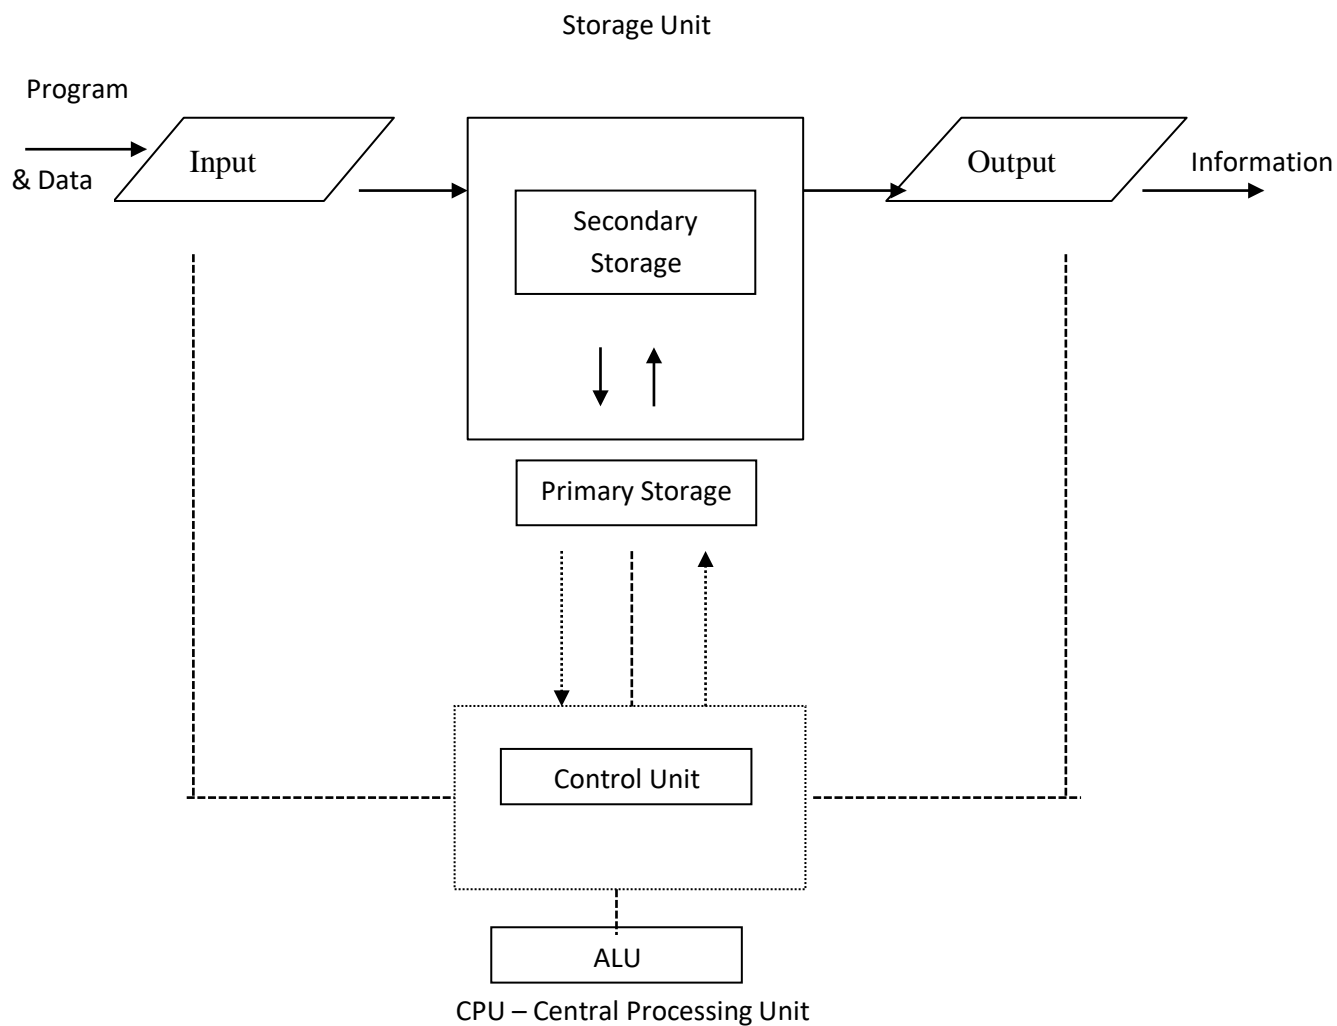 Storage Unit
Program
& Data
Input
Secondary
Storage
Output
Information
Primary Storage
Control Unit
ALU
CPU – Central Processing Unit